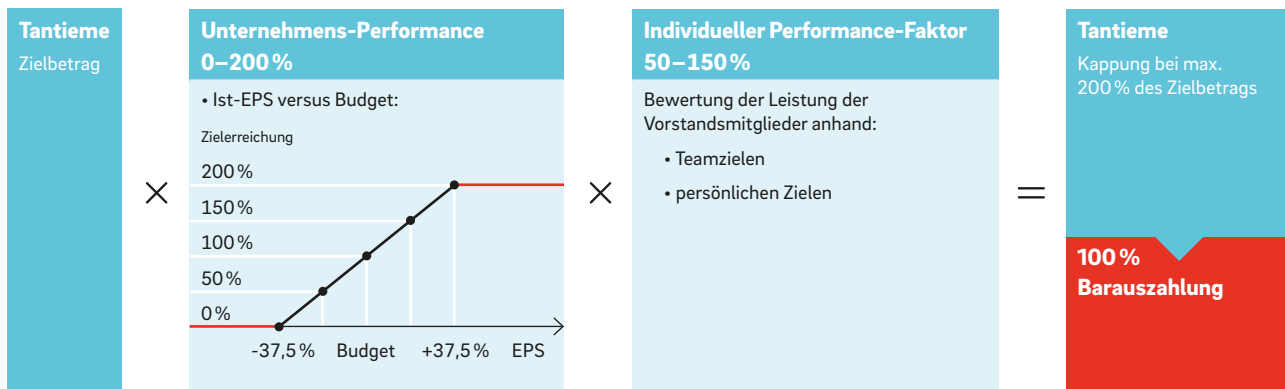 Tantieme
Zielbetrag
×
Unternehmens-Performance
0–200 %
• Ist-EPS versus Budget:
Zielerreichung
200 %
150 %
100 %
50 %
0 %
-37,5 % Budget +37,5 % EPS
×
Individueller Performance-Faktor
50–150 %
Bewertung der Leistung der
Vorstandsmitglieder anhand:
• Teamzielen
• persönlichen Zielen
=
Tantieme
Kappung bei max.
200 % des Zielbetrags
100 %
Barauszahlung